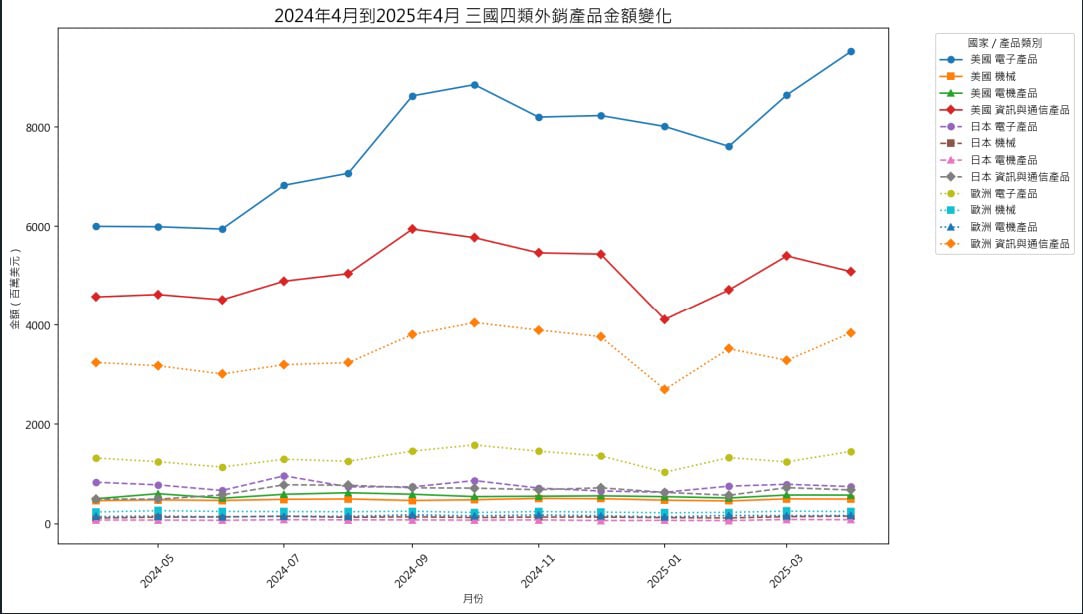 2024年4月到2025年4月 三國四類外銷產品金額變化
金額 ( 百萬美元 )
8000
6000
4000
2000
0
2024-05
2024-07
2024-09
2024-11
2025-01
2025-03
月份
國家 / 產品類別
美國 電子產品
美國 機械
美國 電機產品
美國 資訊與通信產品
日本 電子產品
日本 機械
日本 電機產品
日本 資訊與通信產品
歐洲 電子產品
歐洲 機械
歐洲 電機產品
歐洲 資訊與通信產品